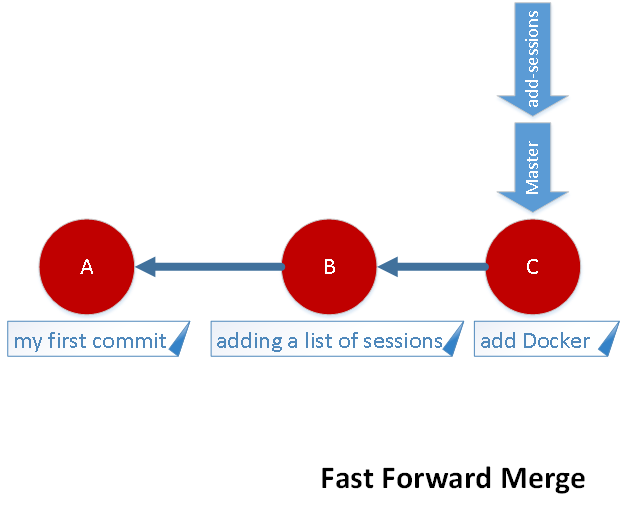 add-sessions
Master
A
B
C
my first commit
adding a list of sessions
add Docker
Fast Forward Merge